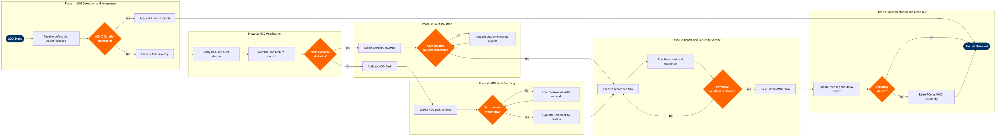 Phase 1: AOG Detection and Assessment
AOG Event
Receive defect via
ACARS/logbook
MEL/CDL relief
applicable?
Yes
Apply MEL and dispatch
No
Classify AOG severity
Phase 2: MCC Mobilisation
Notify MCC and alert
station
Mobilise line tech to
aircraft
Parts available
at station?
Yes
No
Phase 3: Fault Isolation
Access AMM/IPC in AMOS
Activate AOG Desk
Fault isolated
by AMM procedure?
No
Request OEM engineering
support
Yes
Phase 4: AOG Parts Sourcing
Search AOG pool in AMOS
Part sourced
within RTA?
No
Loan/borrow via AOG
network
Yes
Expedite shipment to
station
Phase 5: Repair and Return to Service
Execute repair per AMM
Functional test and
inspection
Airworthy?
All defects cleared?
No
Yes
Issue CRS in AMOS/Trax
Phase 6: Documentation and Close-Out
Update tech log and delay
report
Recurring
defect?
No
Yes
Raise RCA in AMOS
Reliability
Aircraft Released